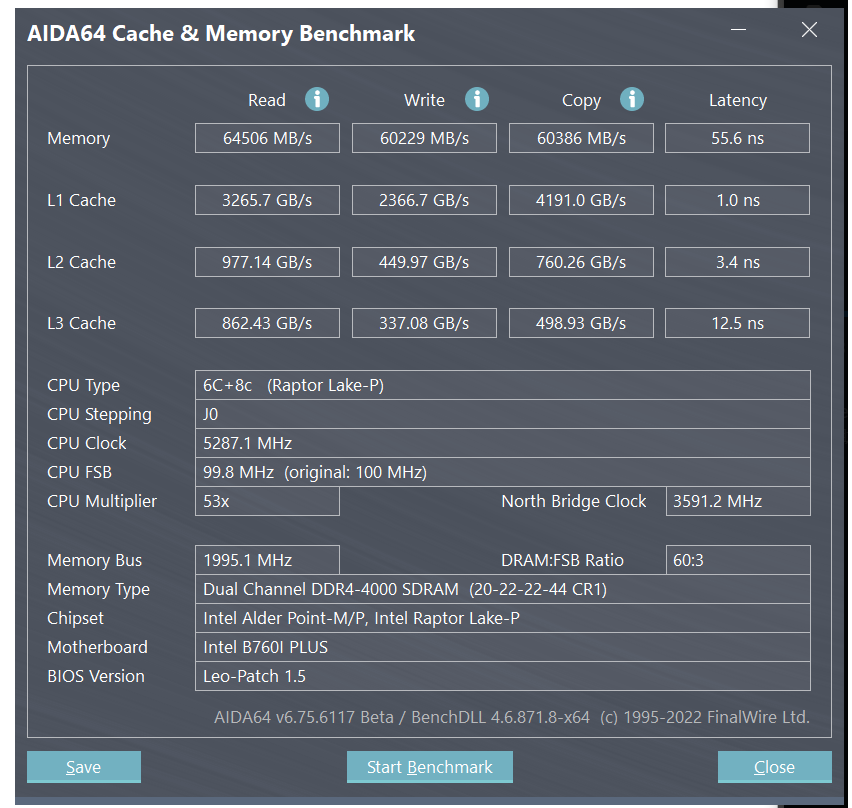 AIDA64 Cache & Memory Benchmark
Read Write Copy Latency
Memory 64506 MB/s 60229 MB/s 60386 MB/s 55.6 ns
L1 Cache 3265.7 GB/s 2366.7 GB/s 4191.0 GB/s 1.0 ns
L2 Cache 977.14 GB/s 449.97 GB/s 760.26 GB/s 3.4 ns
L3 Cache 862.43 GB/s 337.08 GB/s 498.93 GB/s 12.5 ns
CPU Type 6C+8c (Raptor Lake-P)
CPU Stepping J0
CPU Clock 5287.1 MHz
CPU FSB 99.8 MHz (original: 100 MHz)
CPU Multiplier 53x North Bridge Clock 3591.2 MHz
Memory Bus 1995.1 MHz DRAM:FSB Ratio 60:3
Memory Type Dual Channel DDR4-4000 SDRAM (20-22-22-44 CR1)
Chipset Intel Alder Point-M/P, Intel Raptor Lake-P
Motherboard Intel B760I PLUS
BIOS Version Leo-Patch 1.5
AIDA64 v6.75.6117 Beta / BenchDLL 4.6.871.8-x64 (c) 1995-2022 FinalWire Ltd.
Save Start Benchmark Close